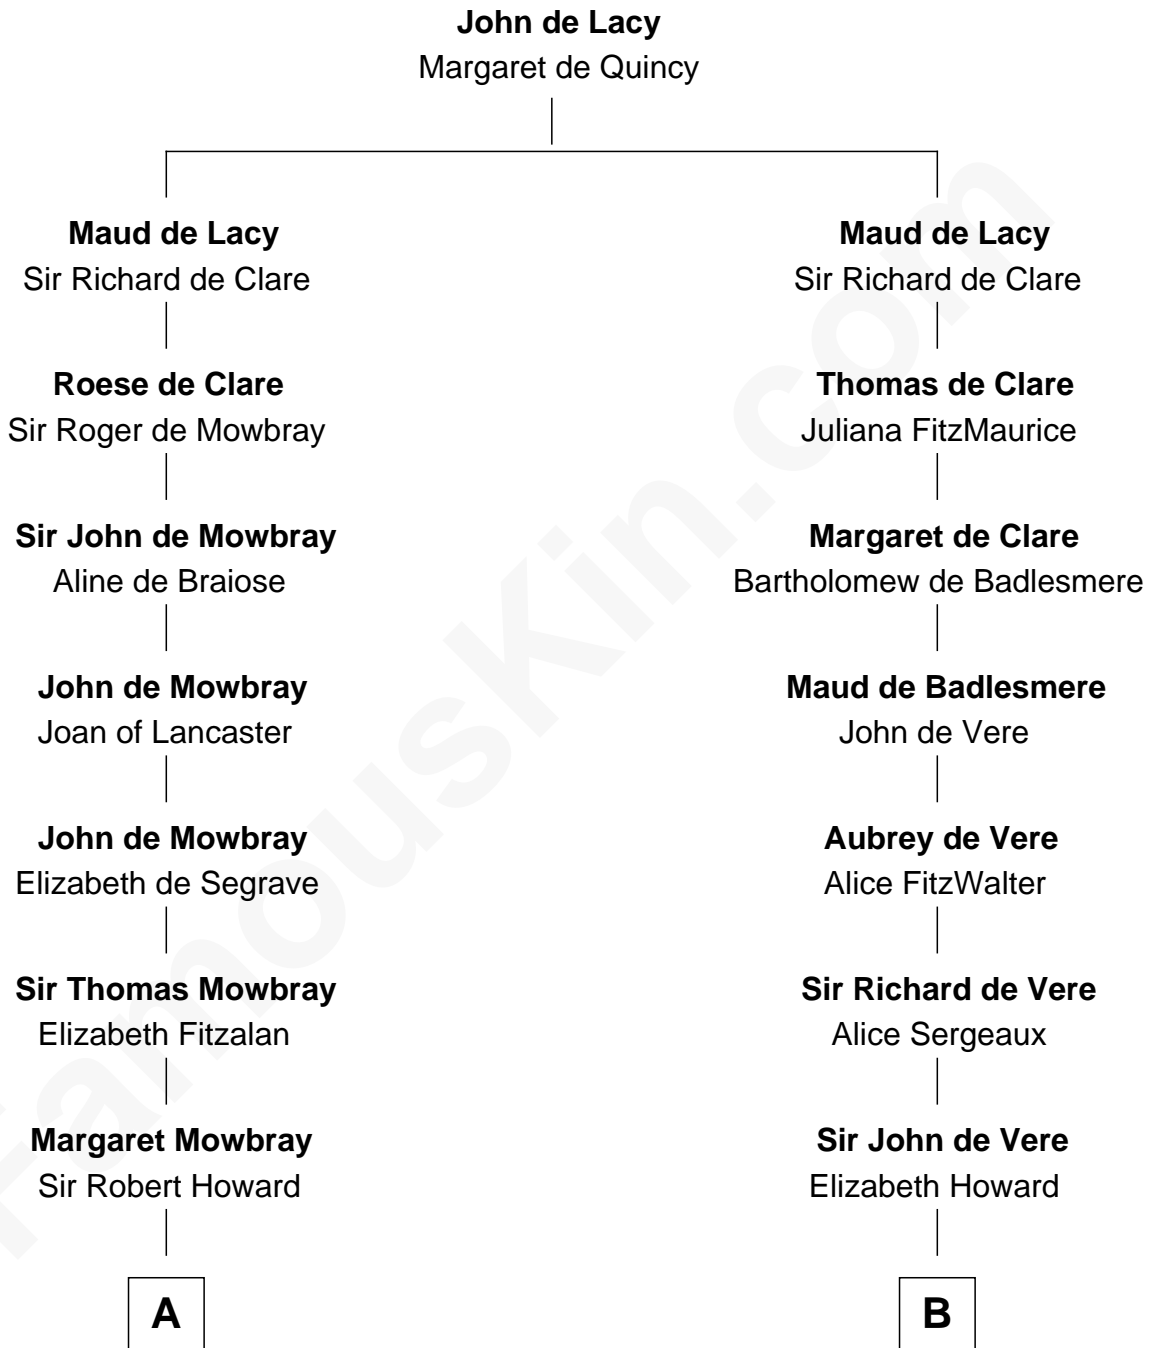 John de Lacy
Margaret de Quincy
Maud de Lacy
Sir Richard de Clare
Roese de Clare
Sir Roger de Mowbray
Sir John de Mowbray
Aline de Braiose
John de Mowbray
Joan of Lancaster
John de Mowbray
Elizabeth de Segrave
Sir Thomas Mowbray
Elizabeth Fitzalan
Margaret Mowbray
Sir Robert Howard
A
Maud de Lacy
Sir Richard de Clare
Thomas de Clare
Juliana FitzMaurice
Margaret de Clare
Bartholomew de Badlesmere
Maud de Badlesmere
John de Vere
Aubrey de Vere
Alice FitzWalter
Sir Richard de Vere
Alice Sergeaux
Sir John de Vere
Elizabeth Howard
B
FamousKin.com